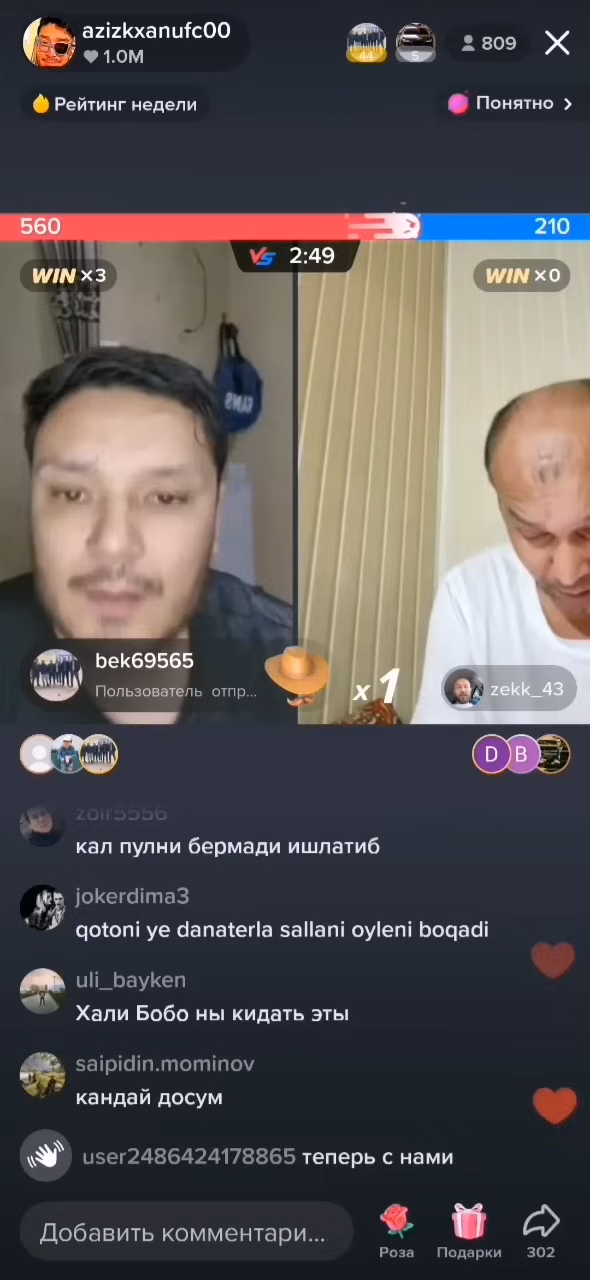 azizkxanufc00
1.0M
44
5
809
Рейтинг недели
Понятно
560
210
VS 2:49
WIN ×3
WIN ×0
bek69565
Пользователь отпр...
x1
zekk_43
D
B
zoir5556
кал пулни бермади ишлатиб
jokerdima3
qotoni ye danaterla sallani oyleni boqadi
uli_bayken
Хали Бобо ны кидать эты
saipidin.mominov
кандай досум
user2486424178865 теперь с нами
Добавить комментари...
Роза
Подарки
302